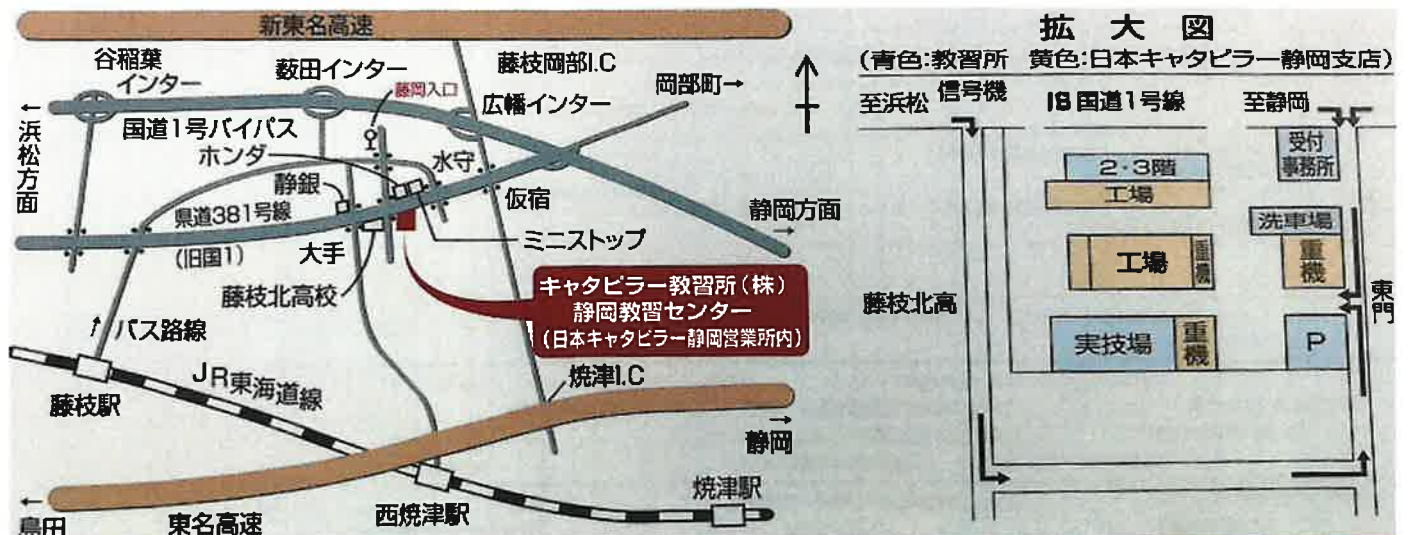 新東名高速
谷稲葉
インター
薮田インター
藤枝岡部I.C
藤岡入口
広幡インター
岡部町→
←浜松方面
国道1号バイパス
ホンダ
水守
静銀
仮宿
県道381号線
(旧国1)
静岡方面
→
大手
ミニストップ
藤枝北高校
キャタピラー教習所(株)
静岡教習センター
(日本キャタピラー静岡営業所内)
バス路線
JR東海道線
焼津I.C
藤枝駅
→
静岡
←
島田
東名高速
西焼津駅
焼津駅
拡大図
(青色:教習所 黄色:日本キャタピラー静岡支店)
至浜松
信号機
IB国道1号線
至静岡
受付
事務所
2・3階
工場
洗車場
工場
重機
重機
藤枝北高
東門
実技場
重機
P